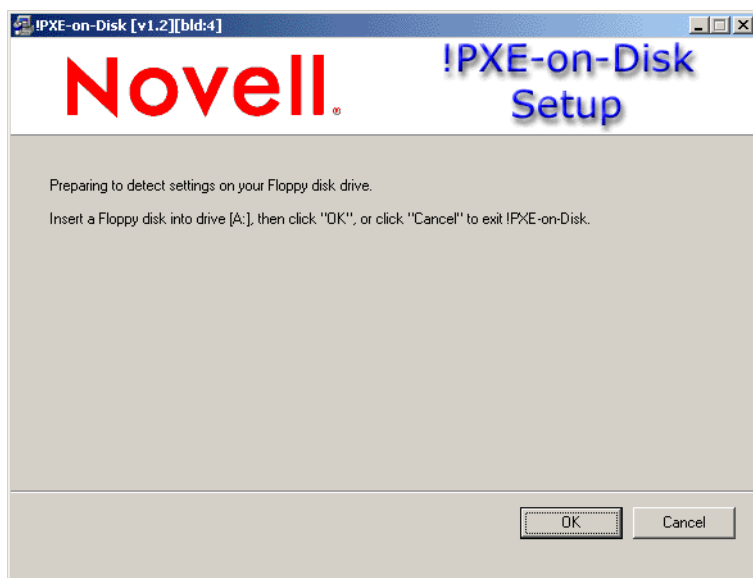 !PXE-on-Disk [v1.2][bld:4]
Novell®
!PXE-on-Disk
Setup
Preparing to detect settings on your Floppy disk drive.
Insert a Floppy disk into drive [A:], then click "OK", or click "Cancel" to exit !PXE-on-Disk.
OK
Cancel